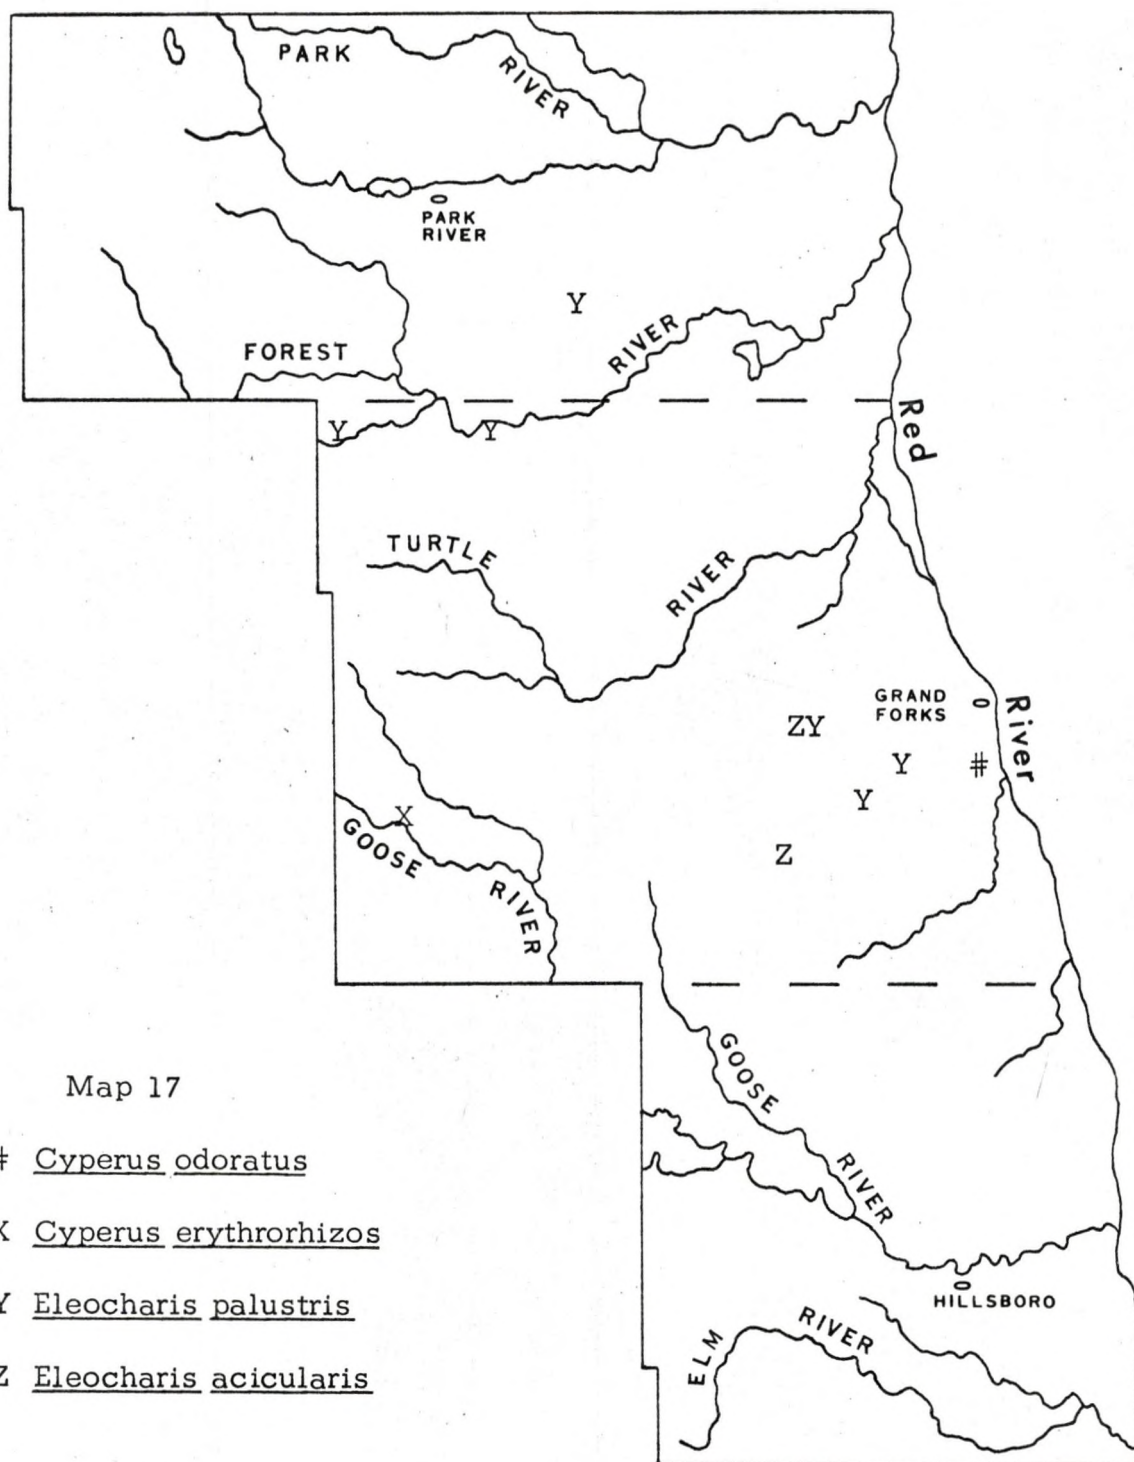 PARK
RIVER
PARK
RIVER
Y
FOREST
RIVER
Y
Y
Red
TURTLE
RIVER
GRAND
FORKS
River
ZY
Y
#
Y
X
Z
GOOSE
RIVER
GOOSE
RIVER
HILLSBORO
ELM
RIVER
Map 17
# Cyperus odoratus
X Cyperus erythrorhizos
Y Eleocharis palustris
Z Eleocharis acicularis